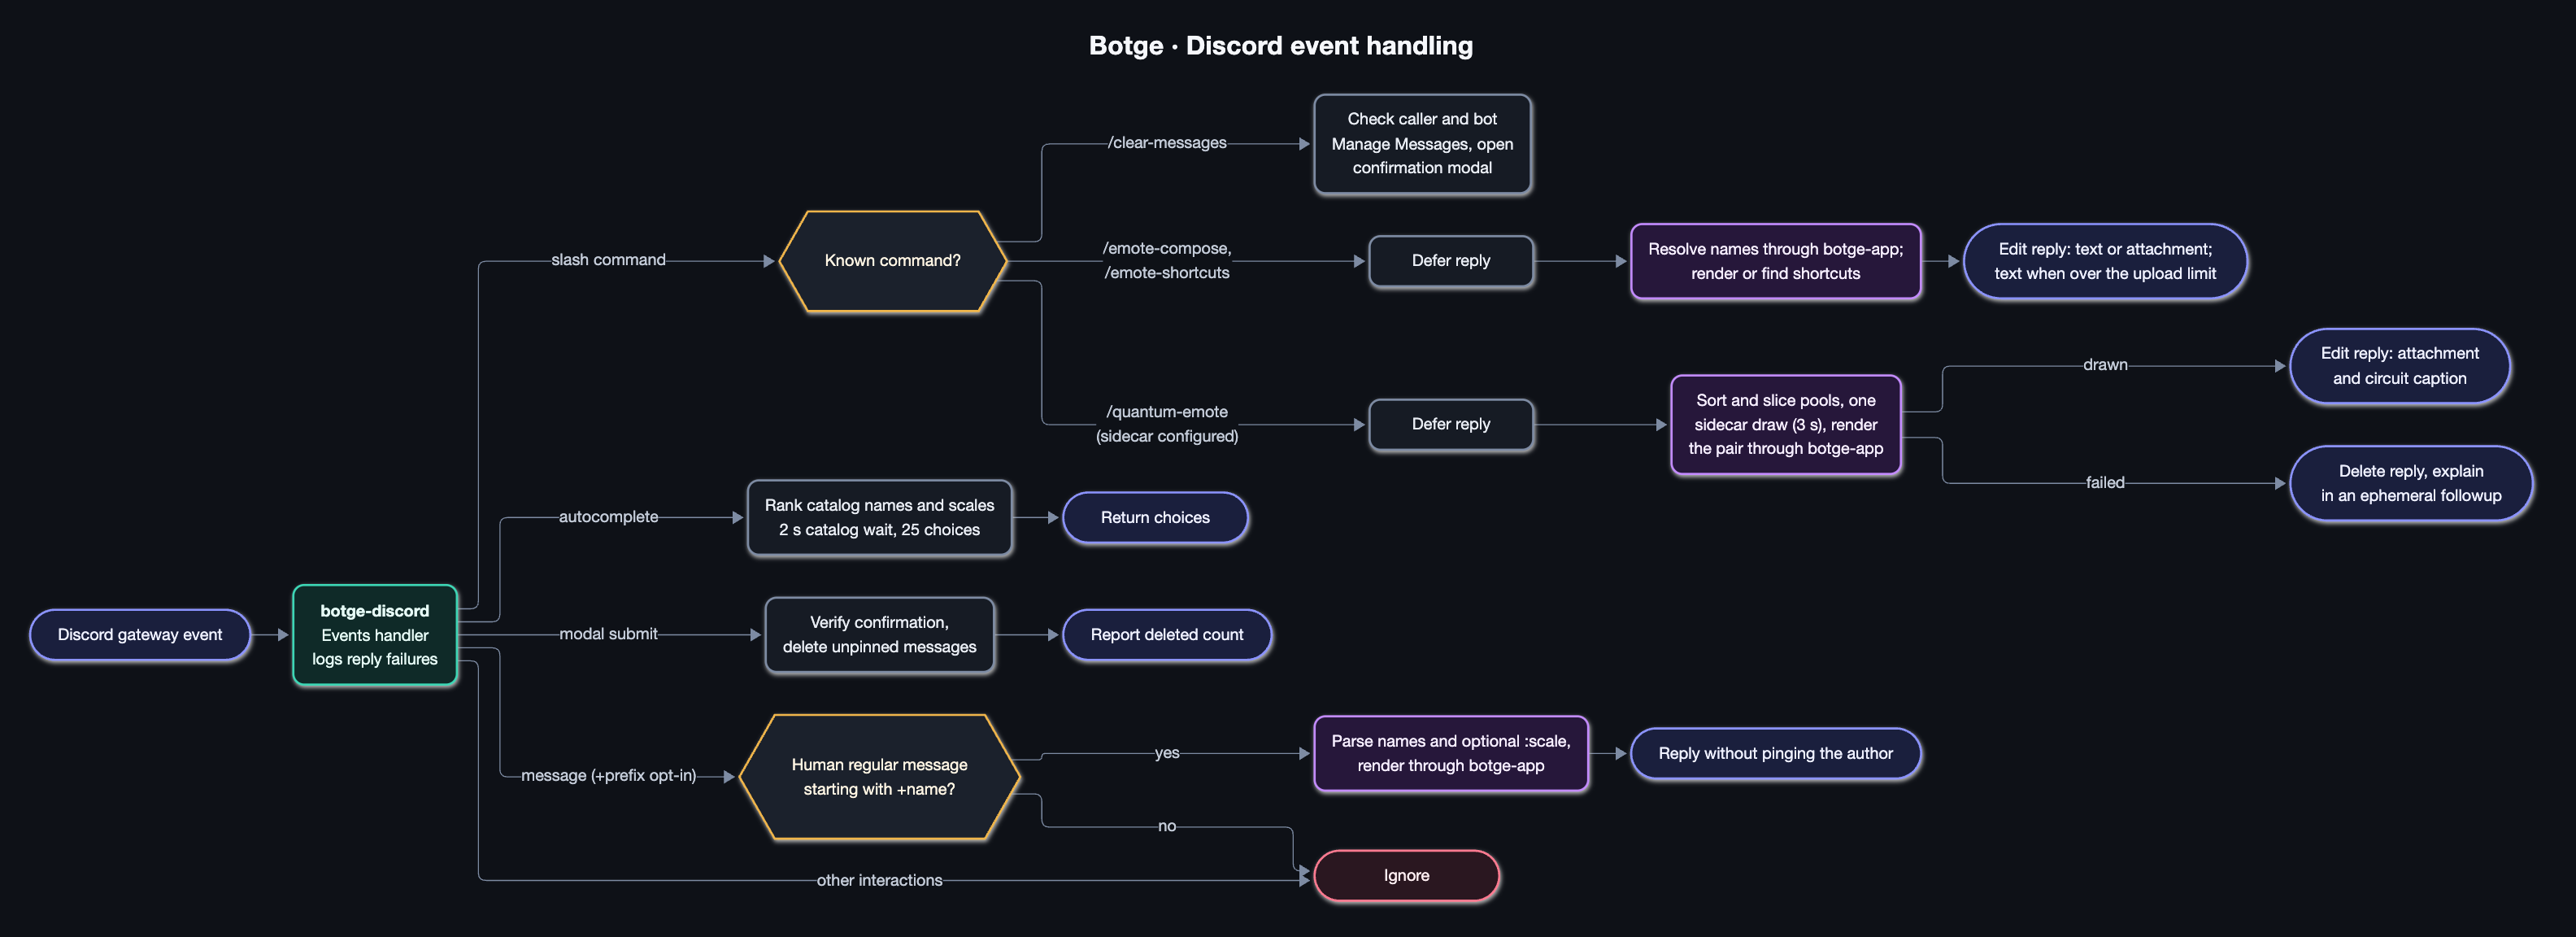 Botge · Discord event handling
Check caller and bot
Manage Messages, open
confirmation modal
/clear-messages
slash command
Known command?
/emote-compose,
/emote-shortcuts
Defer reply
Resolve names through botge-app;
render or find shortcuts
Edit reply: text or attachment;
text when over the upload limit
/quantum-emote
(sidecar configured)
Defer reply
Sort and slice pools, one
sidecar draw (3 s), render
the pair through botge-app
drawn
Edit reply: attachment
and circuit caption
failed
Delete reply, explain
in an ephemeral followup
autocomplete
Rank catalog names and scales
2 s catalog wait, 25 choices
Return choices
Discord gateway event
botge-discord
Events handler
logs reply failures
modal submit
Verify confirmation,
delete unpinned messages
Report deleted count
message (+prefix opt-in)
Human regular message
starting with +name?
yes
Parse names and optional :scale,
render through botge-app
Reply without pinging the author
no
other interactions
Ignore